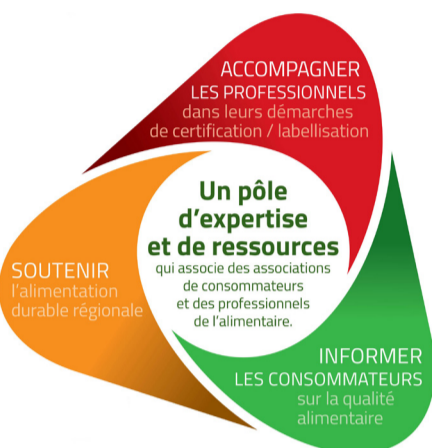 ACCOMPAGNER
LES PROFESSIONNELS
dans leurs démarches
de certification / labellisation
Un pôle
d'expertise
et de ressources
qui associe des associations
de consommateurs
et des professionnels
de l'alimentaire.
SOUTENIR
l'alimentation
durable régionale
INFORMER
LES CONSOMMATEURS
sur la qualité
alimentaire